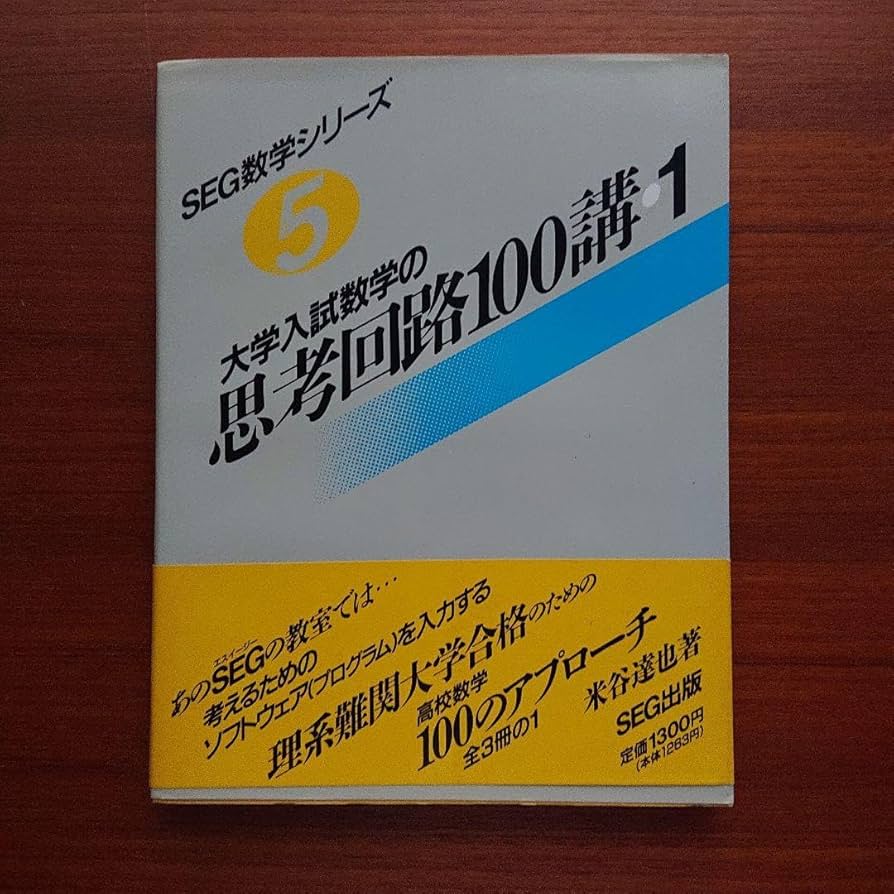 SEG数学シリーズ
5
大学入試数学の
思考回路100講・1
エスイージー
あのSEGの教室では…
考えるための
ソフトウェア(プログラム)を入力する
理系難関大学合格のための
高校数学
100のアプローチ
全3冊の1
米谷達也著
SEG出版
定価1300円
(本体1263円)